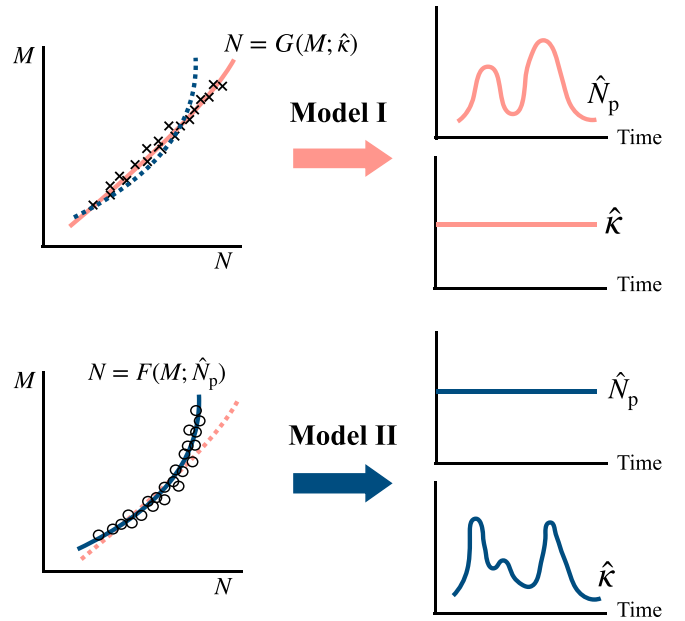 M
N = G(M; κ̂)
N
Model I
N̂ₚ
Time
κ̂
Time
M
N = F(M; N̂ₚ)
N
Model II
N̂ₚ
Time
κ̂
Time